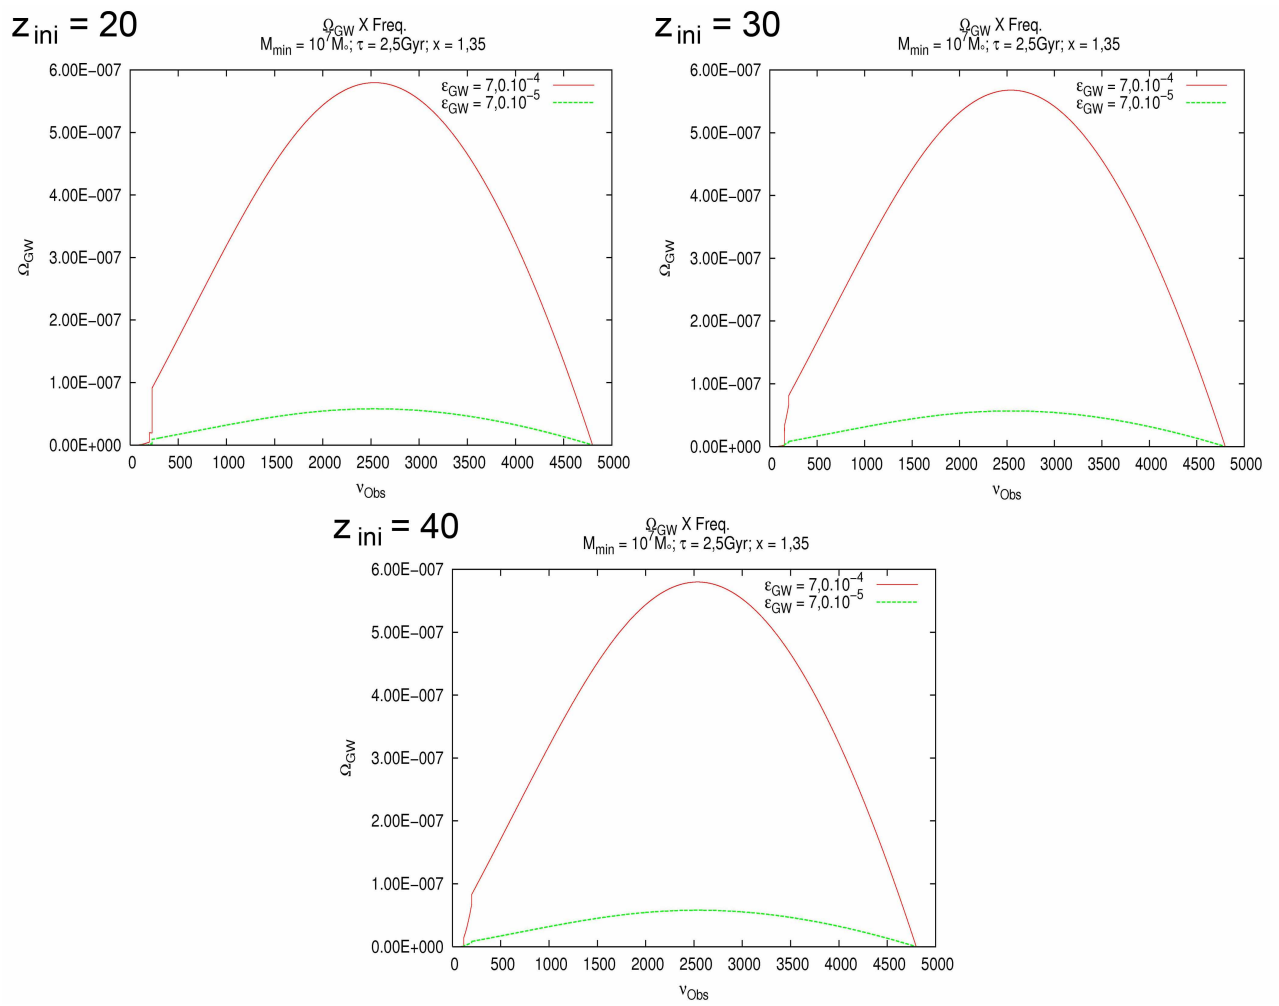 z ini = 20
ΩGW X Freq.
Mmin = 10^7 M°; τ = 2,5Gyr; x = 1,35
εGW = 7,0.10^−4
εGW = 7,0.10^−5
6.00E−007
5.00E−007
4.00E−007
3.00E−007
2.00E−007
1.00E−007
0.00E+000
ΩGW
0 500 1000 1500 2000 2500 3000 3500 4000 4500 5000
νObs
z ini = 30
ΩGW X Freq.
Mmin = 10^7 M°; τ = 2,5Gyr; x = 1,35
εGW = 7,0.10^−4
εGW = 7,0.10^−5
6.00E−007
5.00E−007
4.00E−007
3.00E−007
2.00E−007
1.00E−007
0.00E+000
ΩGW
0 500 1000 1500 2000 2500 3000 3500 4000 4500 5000
νObs
z ini = 40
ΩGW X Freq.
Mmin = 10^7 M°; τ = 2,5Gyr; x = 1,35
εGW = 7,0.10^−4
εGW = 7,0.10^−5
6.00E−007
5.00E−007
4.00E−007
3.00E−007
2.00E−007
1.00E−007
0.00E+000
ΩGW
0 500 1000 1500 2000 2500 3000 3500 4000 4500 5000
νObs